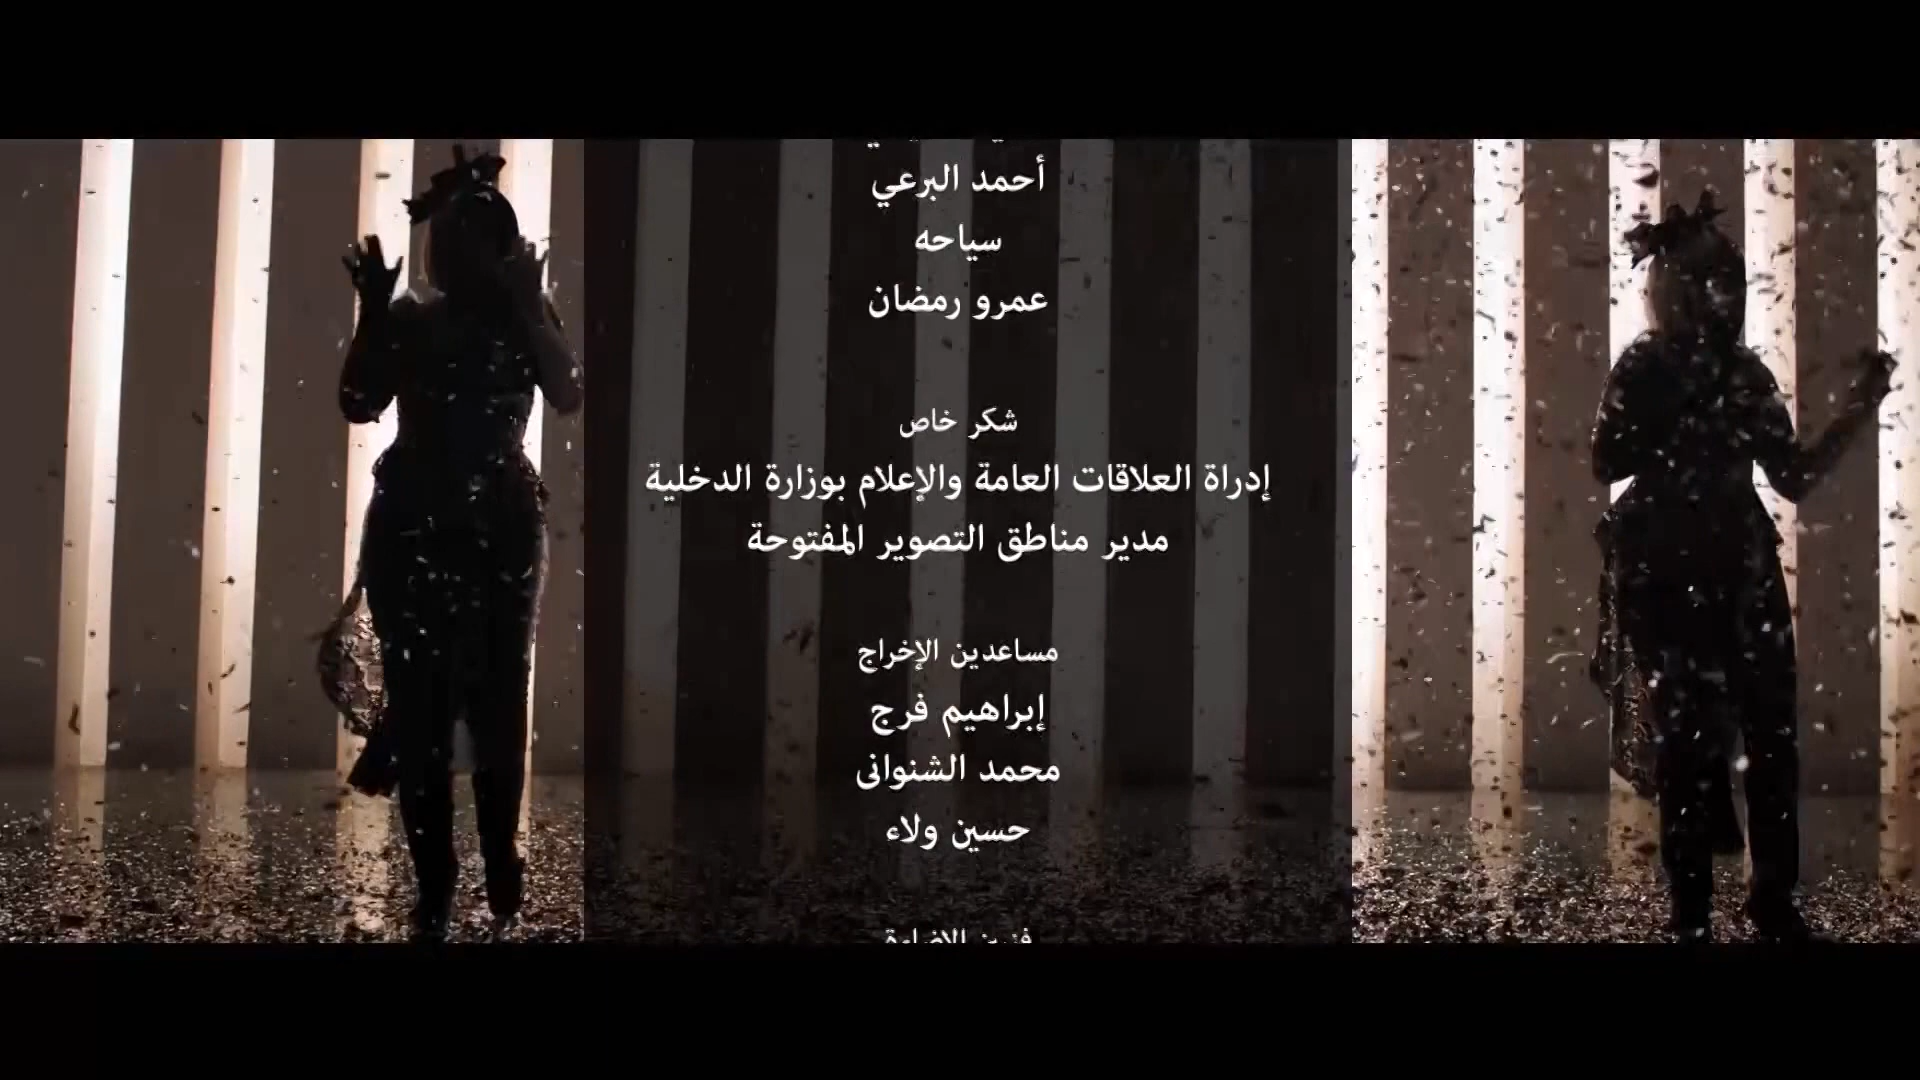 أحمد البرعي
سياحه
عمرو رمضان
شكر خاص
إدراة العلاقات العامة والإعلام بوزارة الدخلية
مدير مناطق التصوير المفتوحة
مساعدين الإخراج
إبراهيم فرج
محمد الشنوانى
حسين ولاء